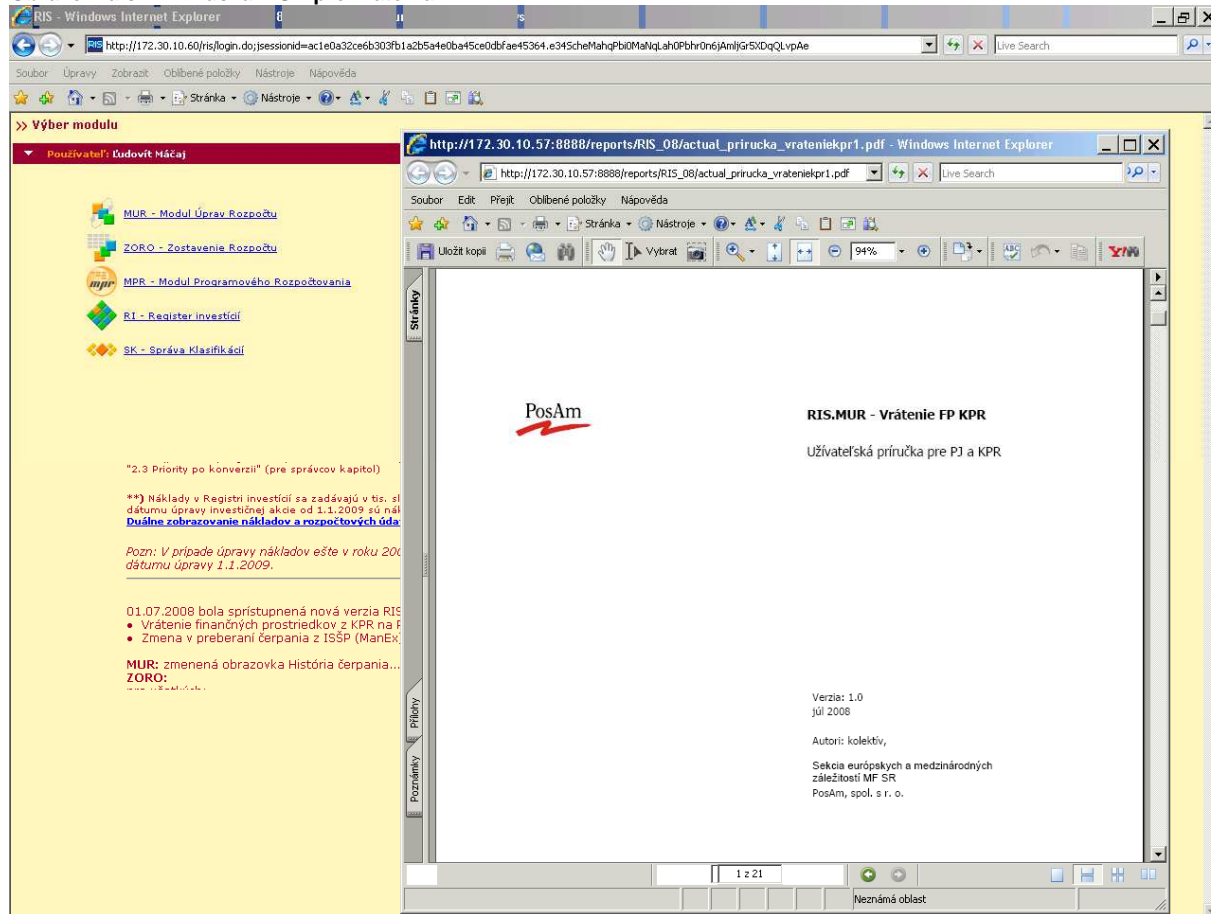 RIS - Windows Internet Explorer
http://172.30.10.60/ris/login.do;jsessionid=ac1e0a32ce6b303fb1a2b5a4e0ba45ce0dbfae45364.e34ScheMahqPbi0MaNqLah0Pbhr0n6jAmljGr5XDqQLvpAe
Live Search
Soubor Úpravy Zobrazit Oblíbené položky Nástroje Nápověda
Stránka Nástroje
>> Výber modulu
Používateľ: Ľudovít Máčaj
MUR - Modul Úprav Rozpočtu
ZORO - Zostavenie Rozpočtu
MPR - Modul Programového Rozpočtovania
RI - Register investícií
SK - Správa Klasifikácií
"2.3 Priority po konverzii" (pre správcov kapitol)
**) Náklady v Registri investícií sa zadávajú v tis. sl
dátumu úpravy investičnej akcie od 1.1.2009 sú nák
Duálne zobrazovanie nákladov a rozpočtových úda
Pozn: V prípade úpravy nákladov ešte v roku 200
dátumu úpravy 1.1.2009.
01.07.2008 bola sprístupnená nová verzia RIS
• Vrátenie finančných prostriedkov z KPR na P
• Zmena v preberaní čerpania z ISŠP (ManEx)
MUR: zmenená obrazovka História čerpania...
ZORO:
http://172.30.10.57:8888/reports/RIS_08/actual_prirucka_vrateniekpr1.pdf - Windows Internet Explorer
http://172.30.10.57:8888/reports/RIS_08/actual_prirucka_vrateniekpr1.pdf
Live Search
Soubor Edit Přejít Oblíbené položky Nápověda
Stránka Nástroje
Uložit kopii Vybrat 94%
Stránky
PosAm
RIS.MUR - Vrátenie FP KPR
Užívateľská príručka pre PJ a KPR
Verzia: 1.0
júl 2008
Autori: kolektív,
Sekcia európskych a medzinárodných
záležitostí MF SR
PosAm, spol. s r. o.
Přílohy
Poznámky
1 z 21
Neznámá oblast